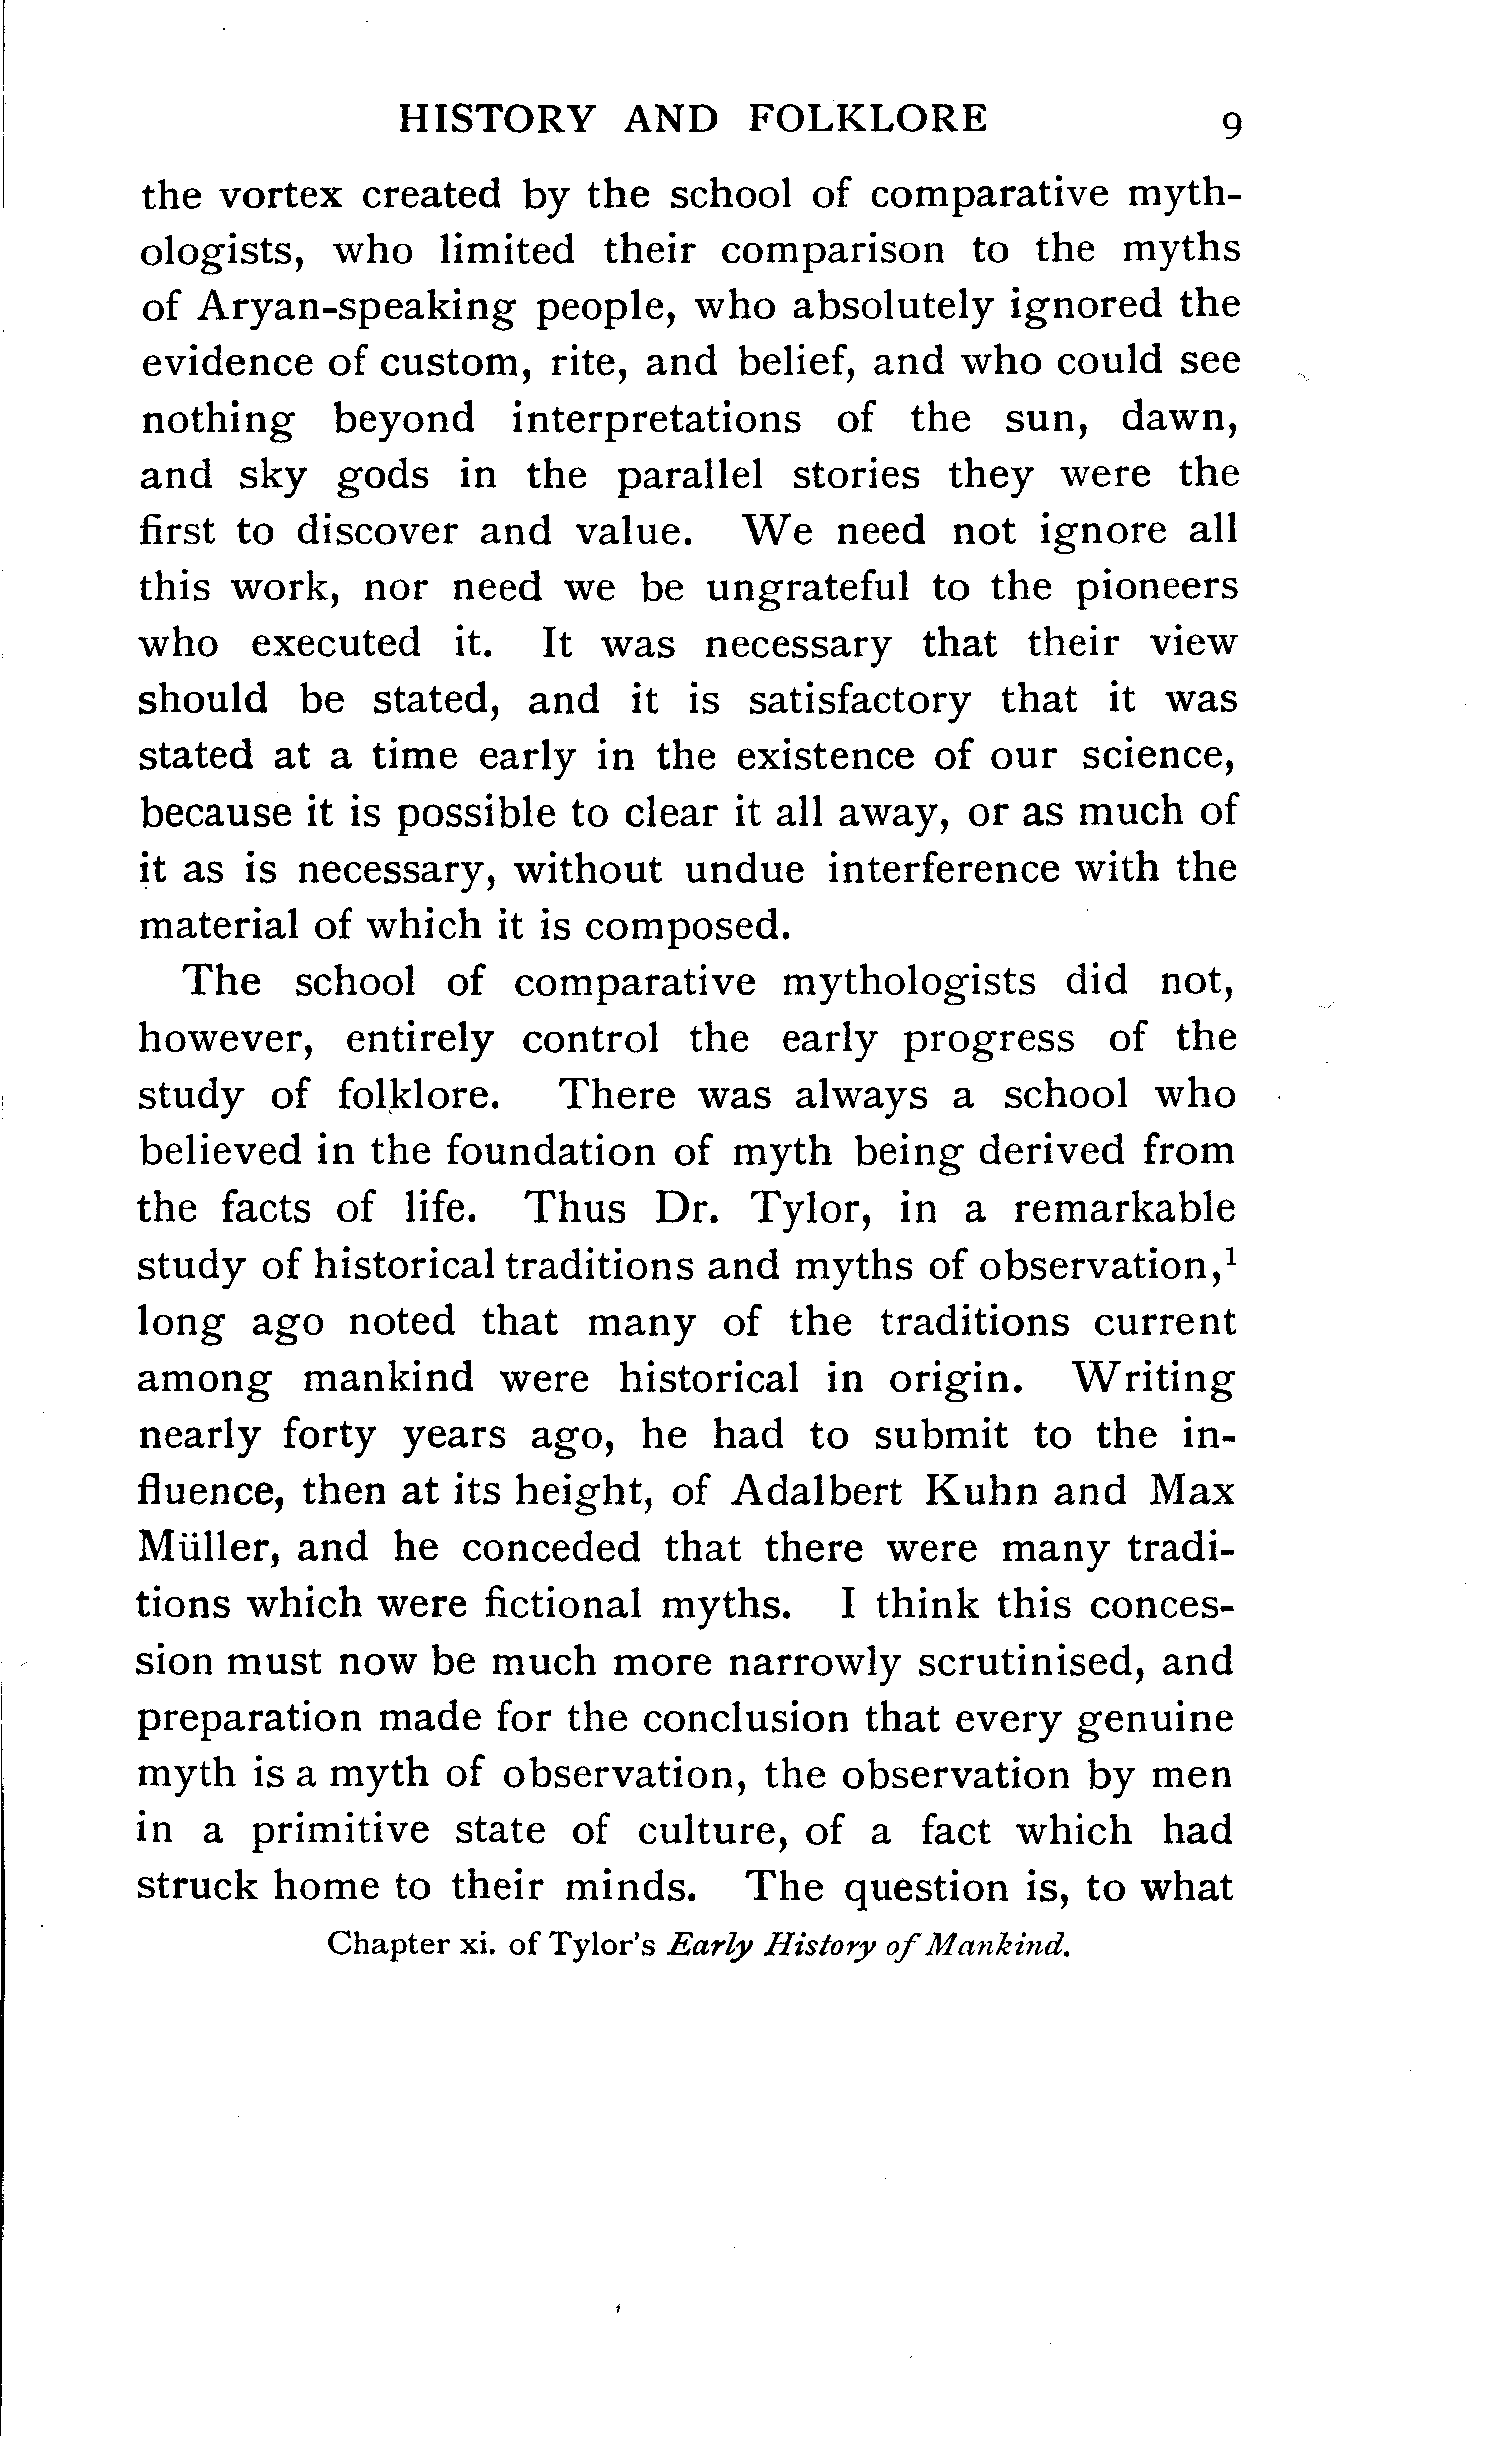 HISTORY AND FOLKLORE 9
the vortex created by the school of comparative myth-
ologists, who limited their comparison to the myths
of Aryan-speaking people, who absolutely ignored the
evidence of custom, rite, and belief, and who could see
nothing beyond interpretations of the sun, dawn,
and sky gods in the parallel stories they were the
first to discover and value. We need not ignore all
this work, nor need we be ungrateful to the pioneers
who executed it. It was necessary that their view
should be stated, and it is satisfactory that it was
stated at a time early in the existence of our science,
because it is possible to clear it all away, or as much of
it as is necessary, without undue interference with the
material of which it is composed.
The school of comparative mythologists did not,
however, entirely control the early progress of the
study of folklore. There was always a school who
believed in the foundation of myth being derived from
the facts of life. Thus Dr. Tylor, in a remarkable
study of historical traditions and myths of observation,¹
long ago noted that many of the traditions current
among mankind were historical in origin. Writing
nearly forty years ago, he had to submit to the in-
fluence, then at its height, of Adalbert Kuhn and Max
Müller, and he conceded that there were many tradi-
tions which were fictional myths. I think this conces-
sion must now be much more narrowly scrutinised, and
preparation made for the conclusion that every genuine
myth is a myth of observation, the observation by men
in a primitive state of culture, of a fact which had
struck home to their minds. The question is, to what
Chapter xi. of Tylor's Early History of Mankind.